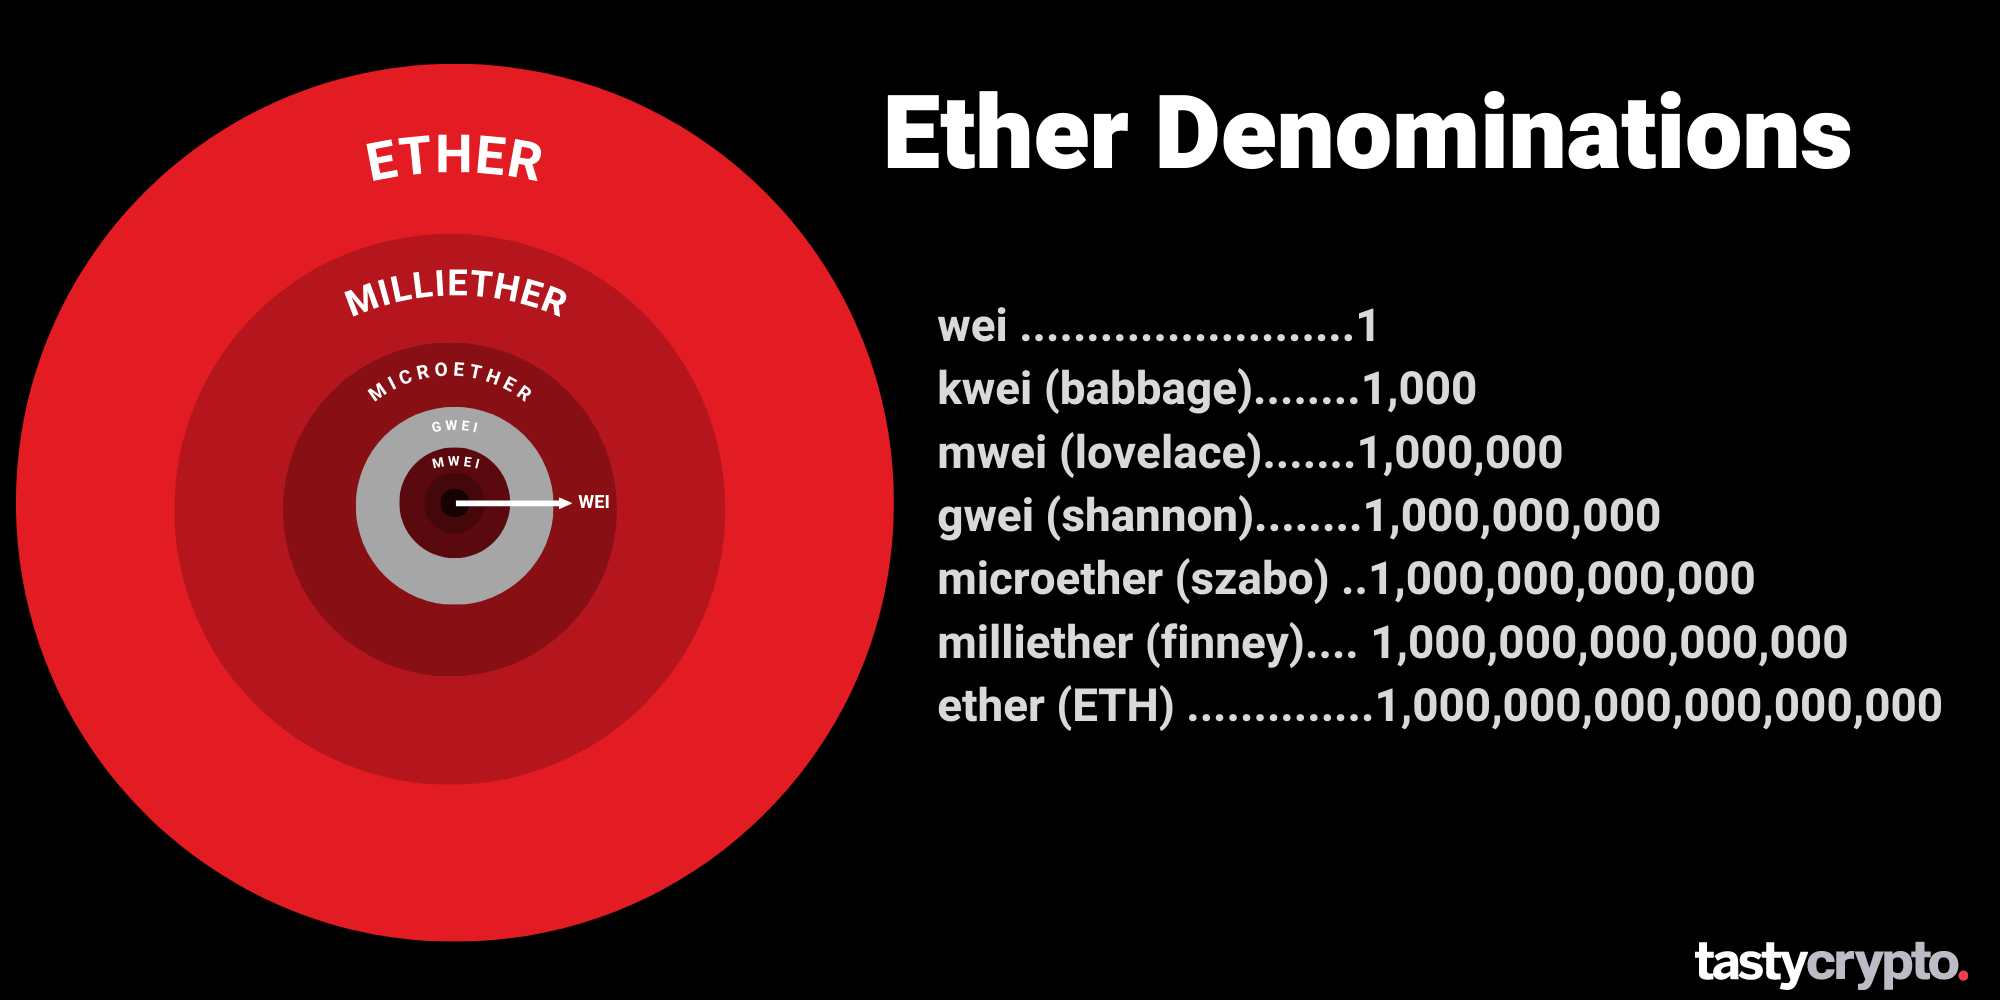 Ether Denominations
ETHER
MILLIETHER
MICROETHER
GWEI
MWEI
WEI
wei .........................1
kwei (babbage)........1,000
mwei (lovelace).......1,000,000
gwei (shannon)........1,000,000,000
microether (szabo) ..1,000,000,000,000
milliether (finney).... 1,000,000,000,000,000
ether (ETH) ..............1,000,000,000,000,000,000
tastycrypto.